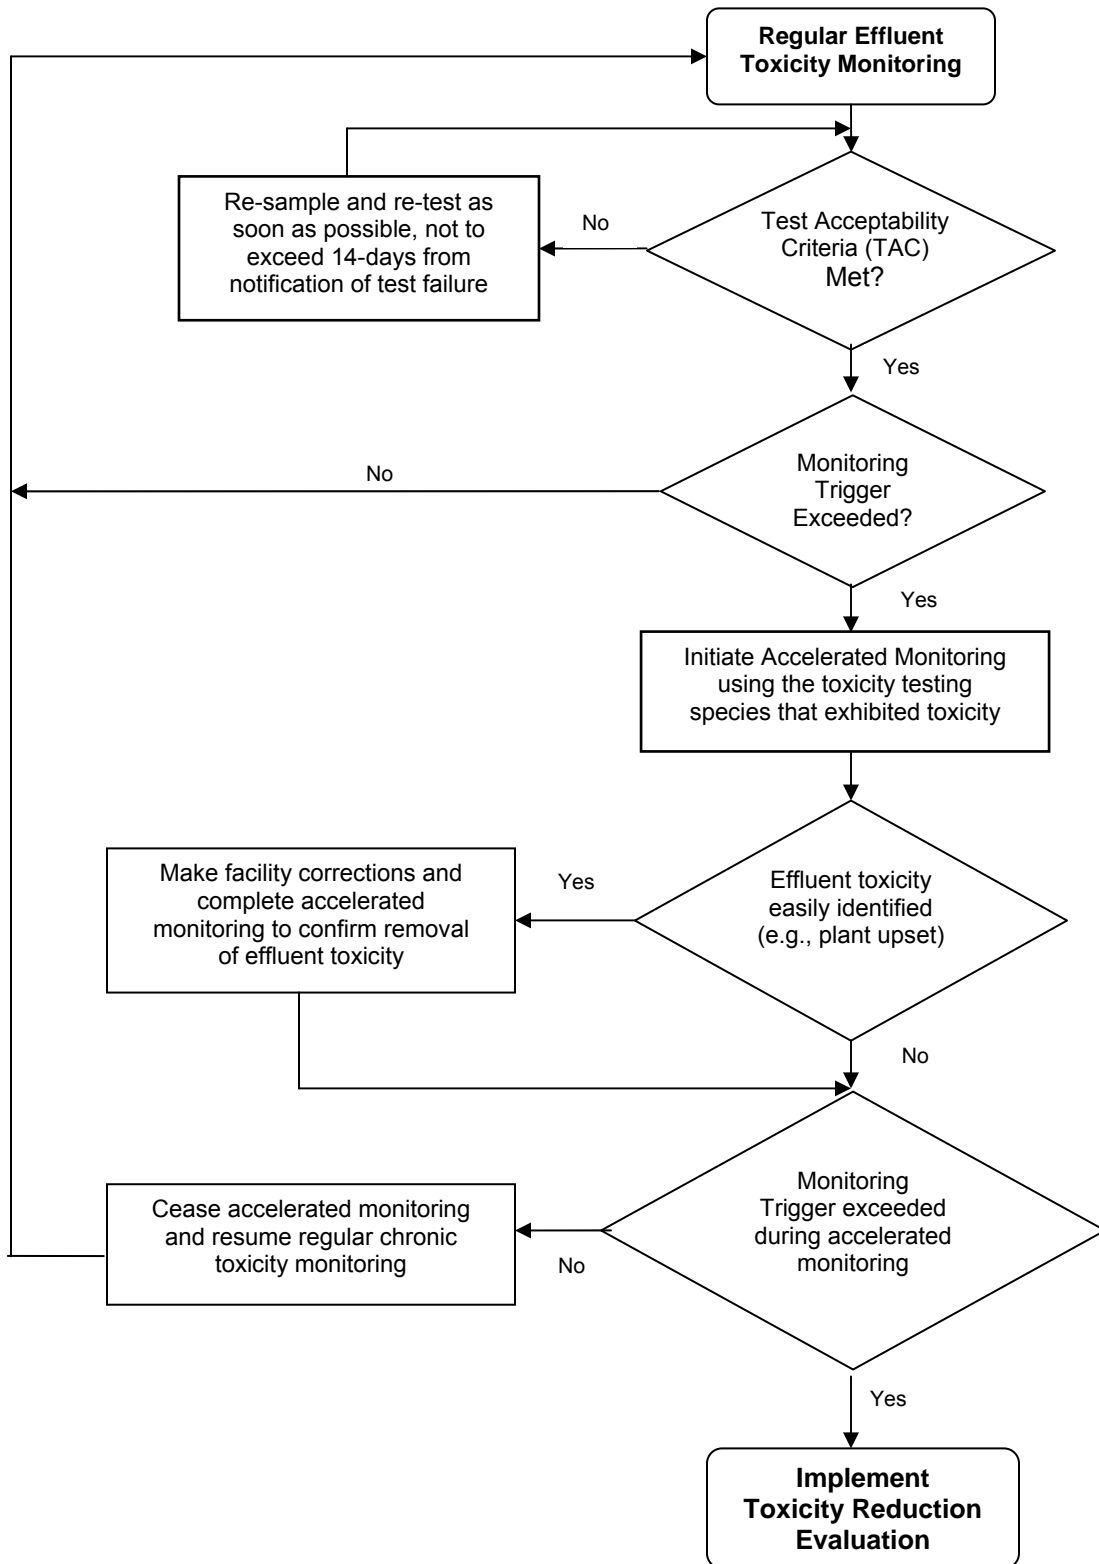 Regular Effluent
Toxicity Monitoring
Re-sample and re-test as
soon as possible, not to
exceed 14-days from
notification of test failure
No
Test Acceptability
Criteria (TAC)
Met?
Yes
No
Monitoring
Trigger
Exceeded?
Yes
Initiate Accelerated Monitoring
using the toxicity testing
species that exhibited toxicity
Make facility corrections and
complete accelerated
monitoring to confirm removal
of effluent toxicity
Yes
Effluent toxicity
easily identified
(e.g., plant upset)
No
Cease accelerated monitoring
and resume regular chronic
toxicity monitoring
No
Monitoring
Trigger exceeded
during accelerated
monitoring
Yes
Implement
Toxicity Reduction
Evaluation